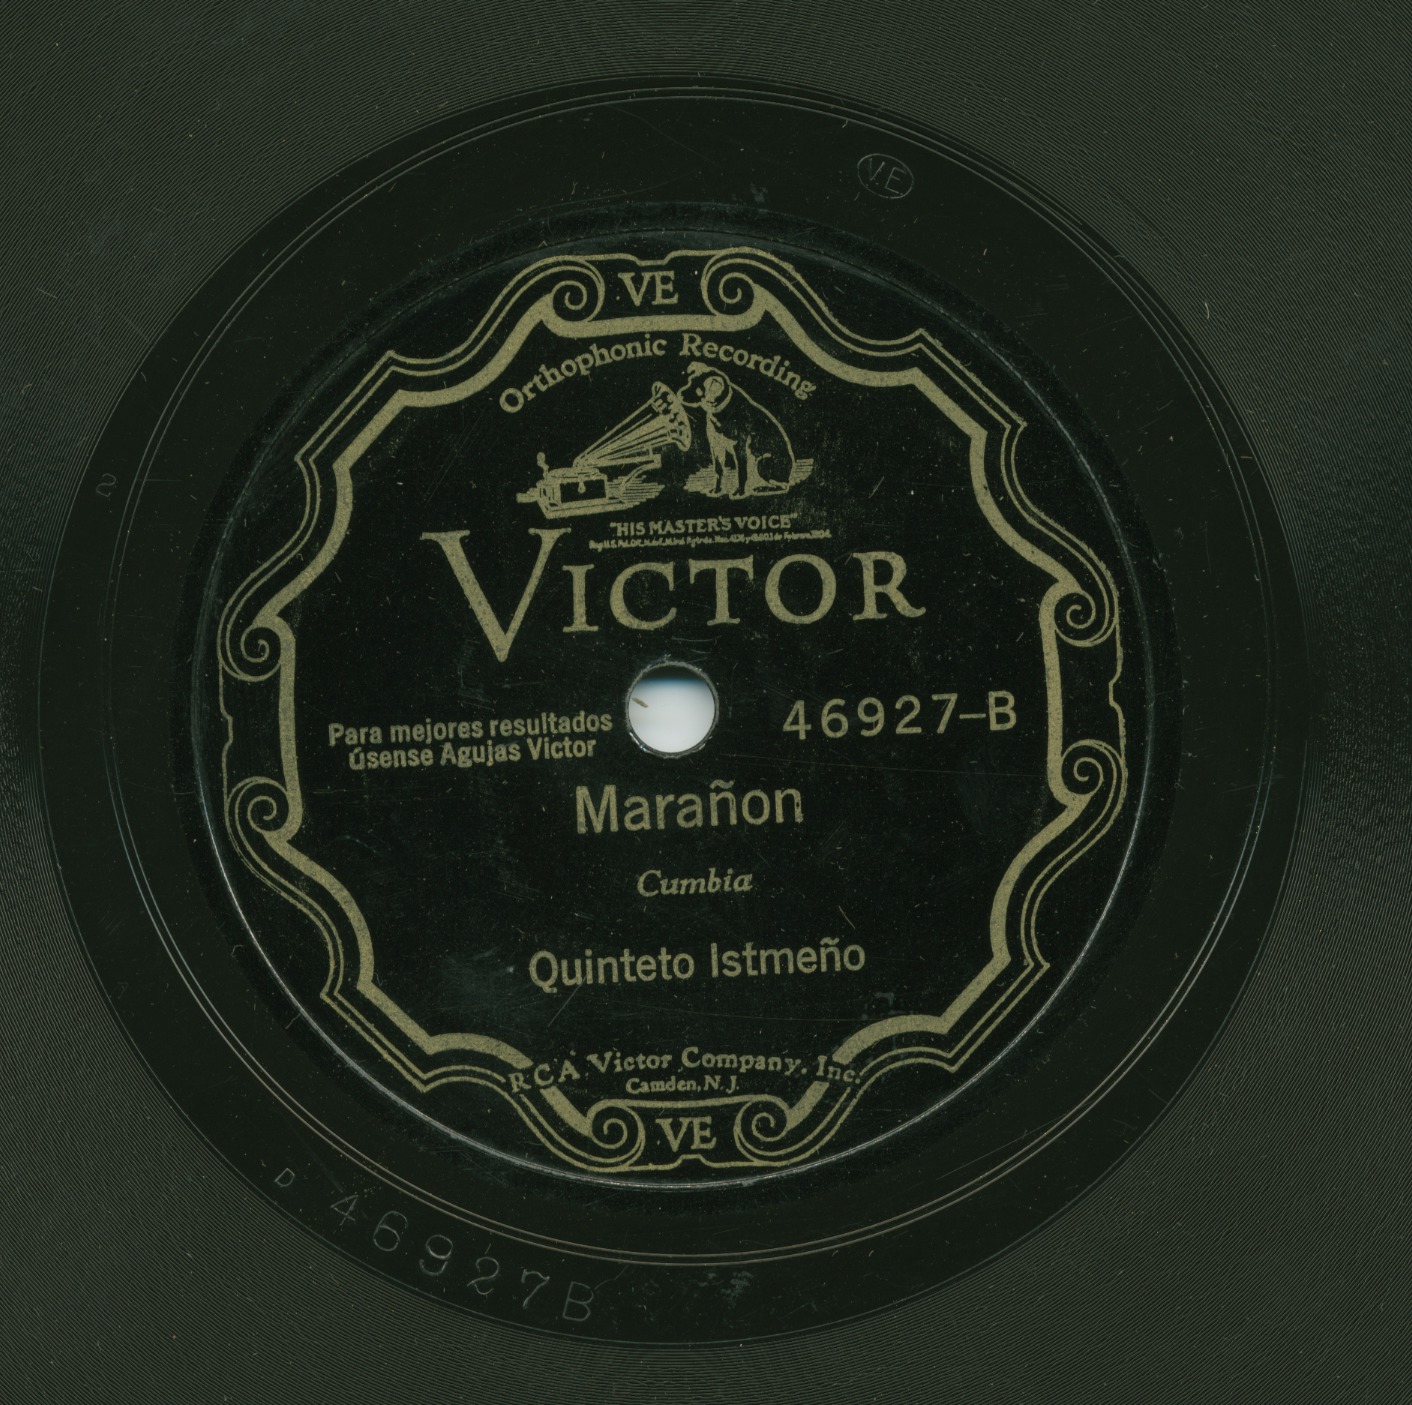 V.E
VE
Orthophonic Recording
"HIS MASTER'S VOICE"
VICTOR
Para mejores resultados
úsense Agujas Victor
46927-B
Marañon
Cumbia
Quinteto Istmeño
RCA Victor Company, Inc.
Camden, N. J.
VE
2
D 46927B